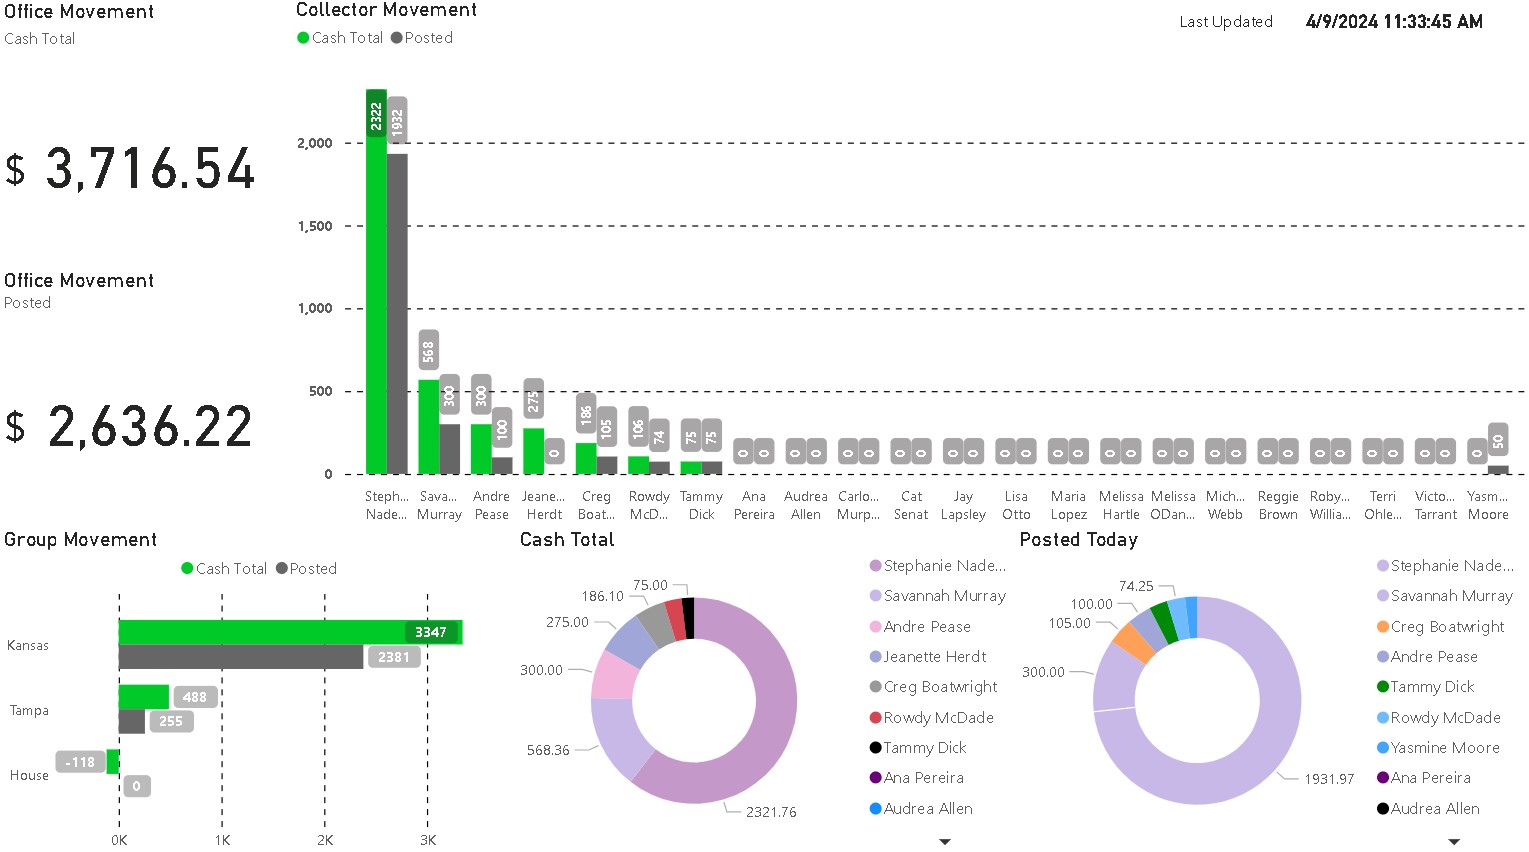 Office Movement
Cash Total
$ 3,716.54
Office Movement
Posted
$ 2,636.22
Collector Movement
Cash Total Posted
Last Updated 4/9/2024 11:33:45 AM
2,000
1,500
1,000
500
0
2322 1932 568 300 300 100 275 0 186 105 106 74 75 75 0 0 0 0 0 0 0 0 0 0 0 0 0 0 0 0 0 0 0 0 0 0 0 0 0 0 0 0 0 50
Steph... Sava... Andre Jeane... Creg Rowdy Tammy Ana Audrea Carlo... Cat Jay Lisa Maria Melissa Melissa Mich... Reggie Roby... Terri Victo... Yasm...
Nade... Murray Pease Herdt Boat... McD... Dick Pereira Allen Murp... Senat Lapsley Otto Lopez Hartle ODan... Webb Brown Willia... Ohle... Tarrant Moore
Group Movement
Cash Total Posted
Kansas 3347
2381
Tampa 488
255
House -118
0
0K 1K 2K 3K
Cash Total
75.00
186.10
275.00
300.00
568.36
2321.76
Stephanie Nade...
Savannah Murray
Andre Pease
Jeanette Herdt
Creg Boatwright
Rowdy McDade
Tammy Dick
Ana Pereira
Audrea Allen
Posted Today
74.25
100.00
105.00
300.00
1931.97
Stephanie Nade...
Savannah Murray
Creg Boatwright
Andre Pease
Tammy Dick
Rowdy McDade
Yasmine Moore
Ana Pereira
Audrea Allen